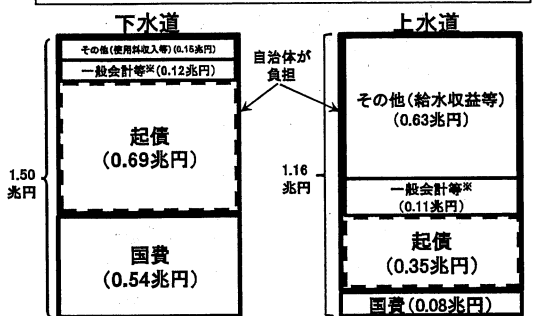 下水道
その他(使用料収入等)(0.15兆円)
一般会計等※(0.12兆円)
起債
(0.69兆円)
国費
(0.54兆円)
1.50
兆円
自治体が
負担
上水道
その他(給水収益等)
(0.63兆円)
一般会計等※
(0.11兆円)
起債
(0.35兆円)
国費(0.08兆円)
1.16
兆円